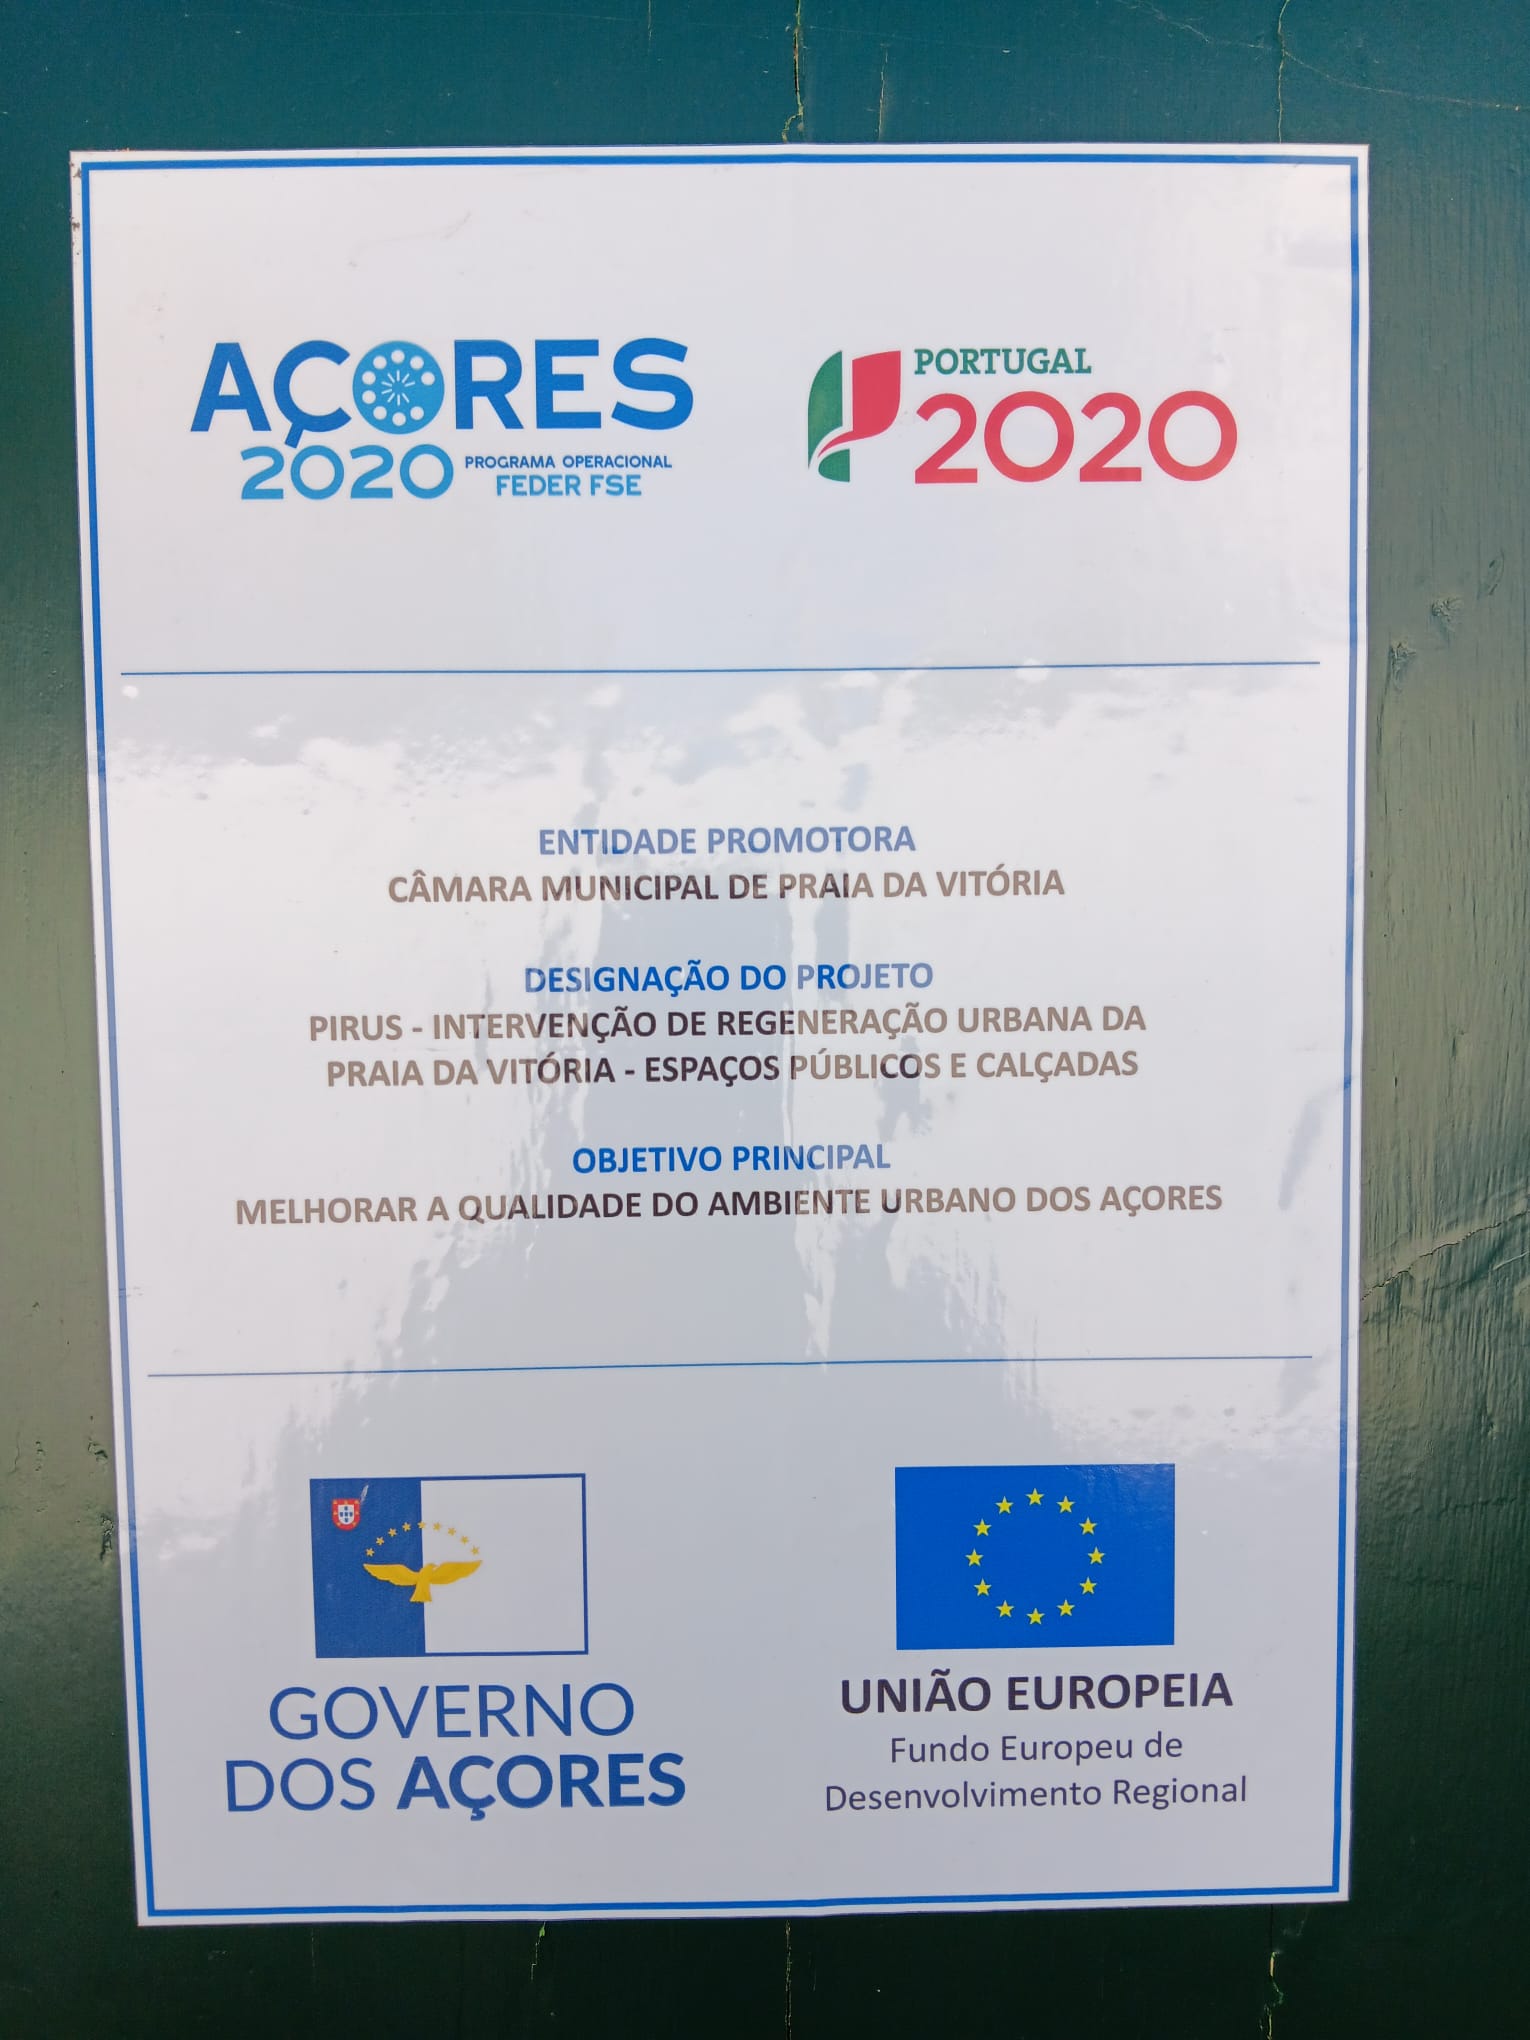 AÇORES
2020 PROGRAMA OPERACIONAL
FEDER FSE
PORTUGAL
2020
ENTIDADE PROMOTORA
CÂMARA MUNICIPAL DE PRAIA DA VITÓRIA
DESIGNAÇÃO DO PROJETO
PIRUS - INTERVENÇÃO DE REGENERAÇÃO URBANA DA
PRAIA DA VITÓRIA - ESPAÇOS PÚBLICOS E CALÇADAS
OBJETIVO PRINCIPAL
MELHORAR A QUALIDADE DO AMBIENTE URBANO DOS AÇORES
GOVERNO
DOS AÇORES
UNIÃO EUROPEIA
Fundo Europeu de
Desenvolvimento Regional